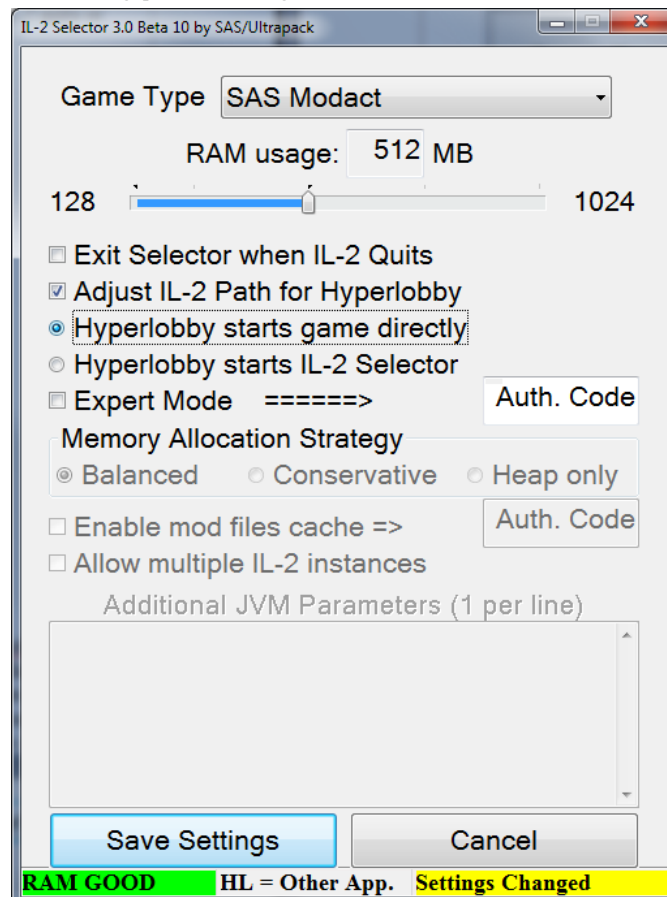 IL-2 Selector 3.0 Beta 10 by SAS/Ultrapack
Game Type SAS Modact
RAM usage: 512 MB
128 1024
Exit Selector when IL-2 Quits
Adjust IL-2 Path for Hyperlobby
Hyperlobby starts game directly
Hyperlobby starts IL-2 Selector
Expert Mode ======> Auth. Code
Memory Allocation Strategy
Balanced Conservative Heap only
Enable mod files cache => Auth. Code
Allow multiple IL-2 instances
Additional JVM Parameters (1 per line)
Save Settings Cancel
RAM GOOD HL = Other App. Settings Changed